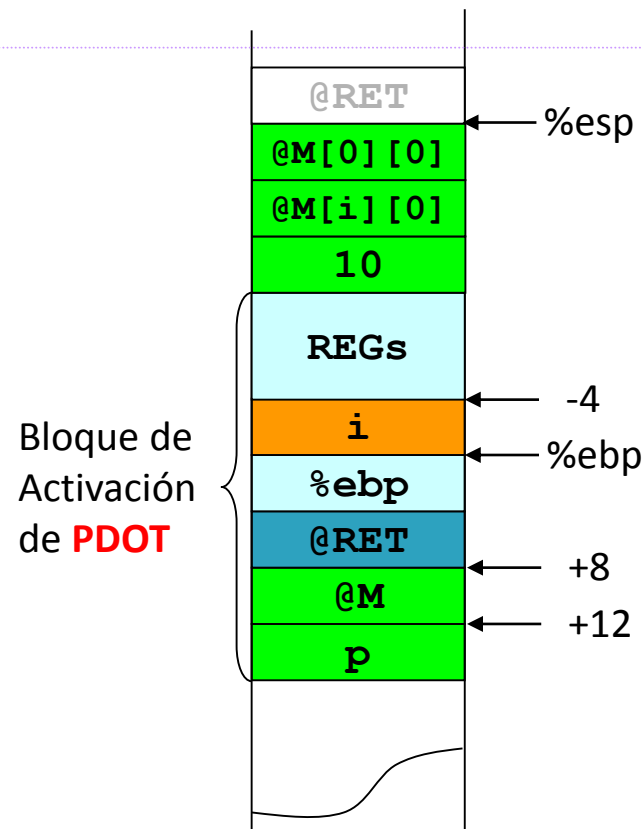 @RET
%esp
@M[0][0]
@M[i][0]
10
REGs
-4
i
%ebp
%ebp
@RET
+8
@M
+12
p
Bloque de
Activación
de PDOT